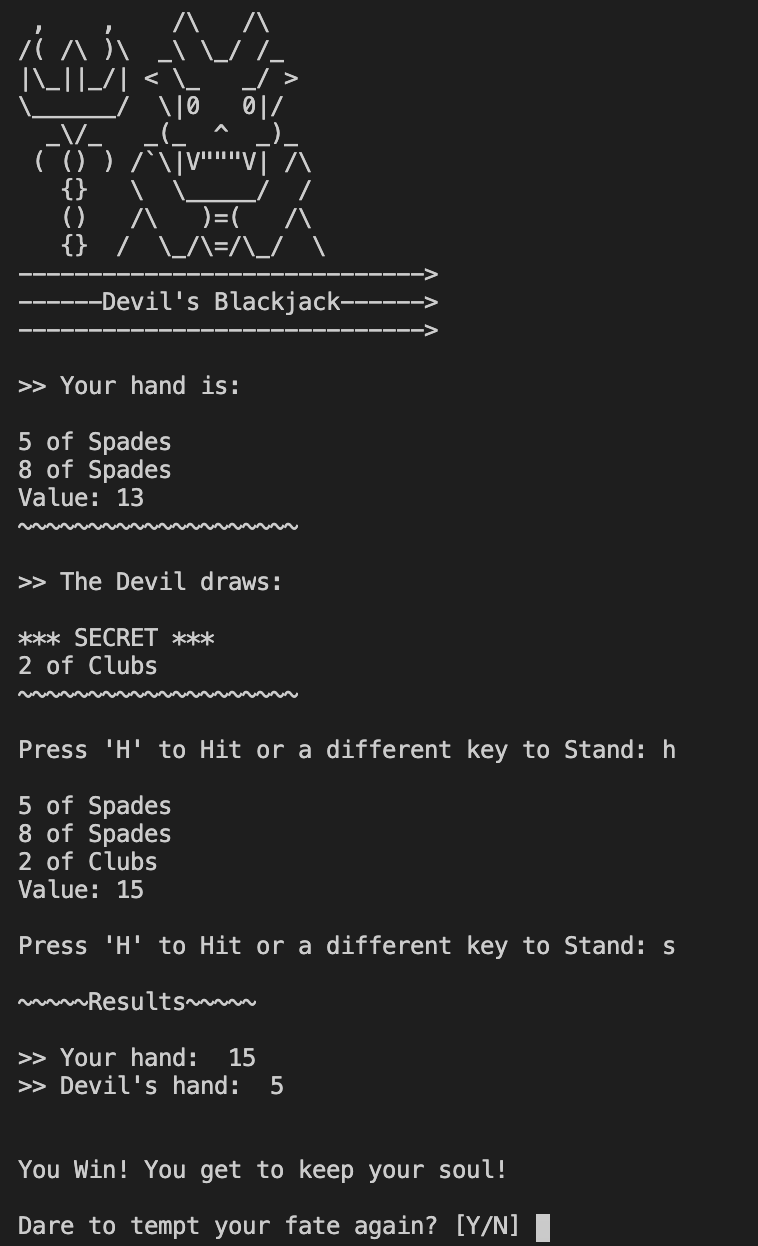 ,    ,    /\   /\
/( /\ )\  _\ \_/ /_
|\_||_/| < \_   _/ >
\______/  \|0   0|/
  _\/_   _(_  ^  _)_
 ( () ) /`\|V"""V| /\
   {}   \  \_____/  /
   ()   /\   )=(   /\
   {}  /  \_/\=/\_/  \
----------------------------->
------Devil's Blackjack------>
----------------------------->
>> Your hand is:
5 of Spades
8 of Spades
Value: 13
~~~~~~~~~~~~~~~~~~~~
>> The Devil draws:
*** SECRET ***
2 of Clubs
~~~~~~~~~~~~~~~~~~~~
Press 'H' to Hit or a different key to Stand: h
5 of Spades
8 of Spades
2 of Clubs
Value: 15
Press 'H' to Hit or a different key to Stand: s
~~~~~Results~~~~~
>> Your hand:  15
>> Devil's hand:  5
You Win! You get to keep your soul!
Dare to tempt your fate again? [Y/N]